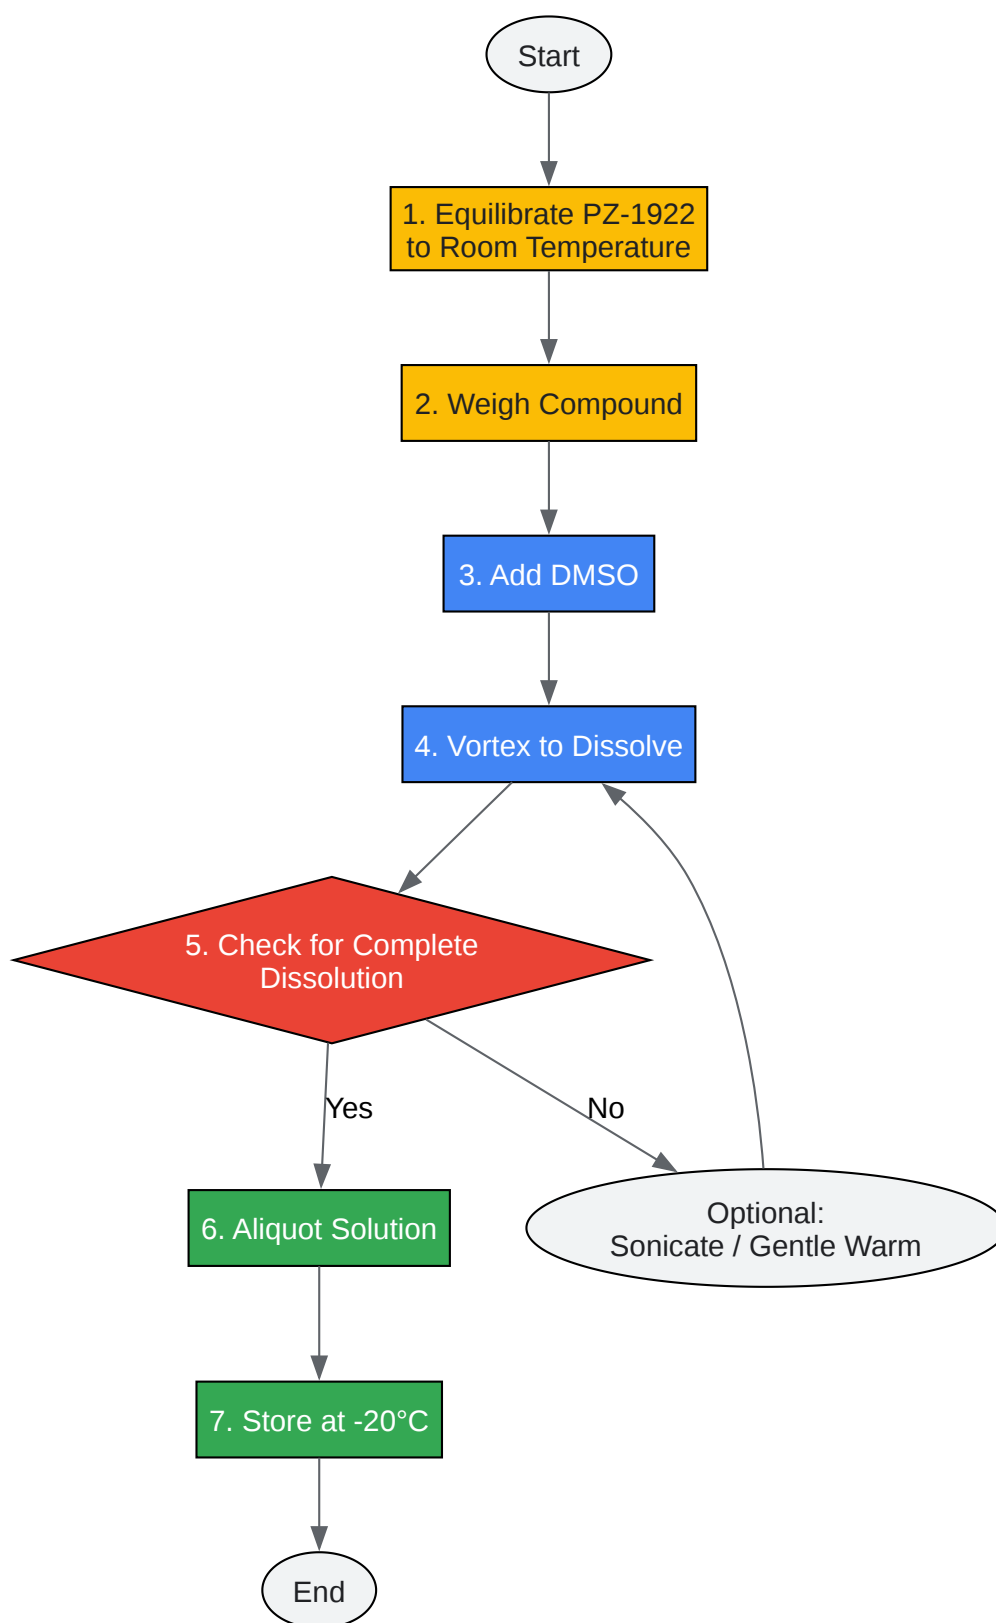 Start
1. Equilibrate PZ-1922
to Room Temperature
2. Weigh Compound
3. Add DMSO
4. Vortex to Dissolve
5. Check for Complete
Dissolution
Yes
No
6. Aliquot Solution
Optional:
Sonicate / Gentle Warm
7. Store at -20°C
End